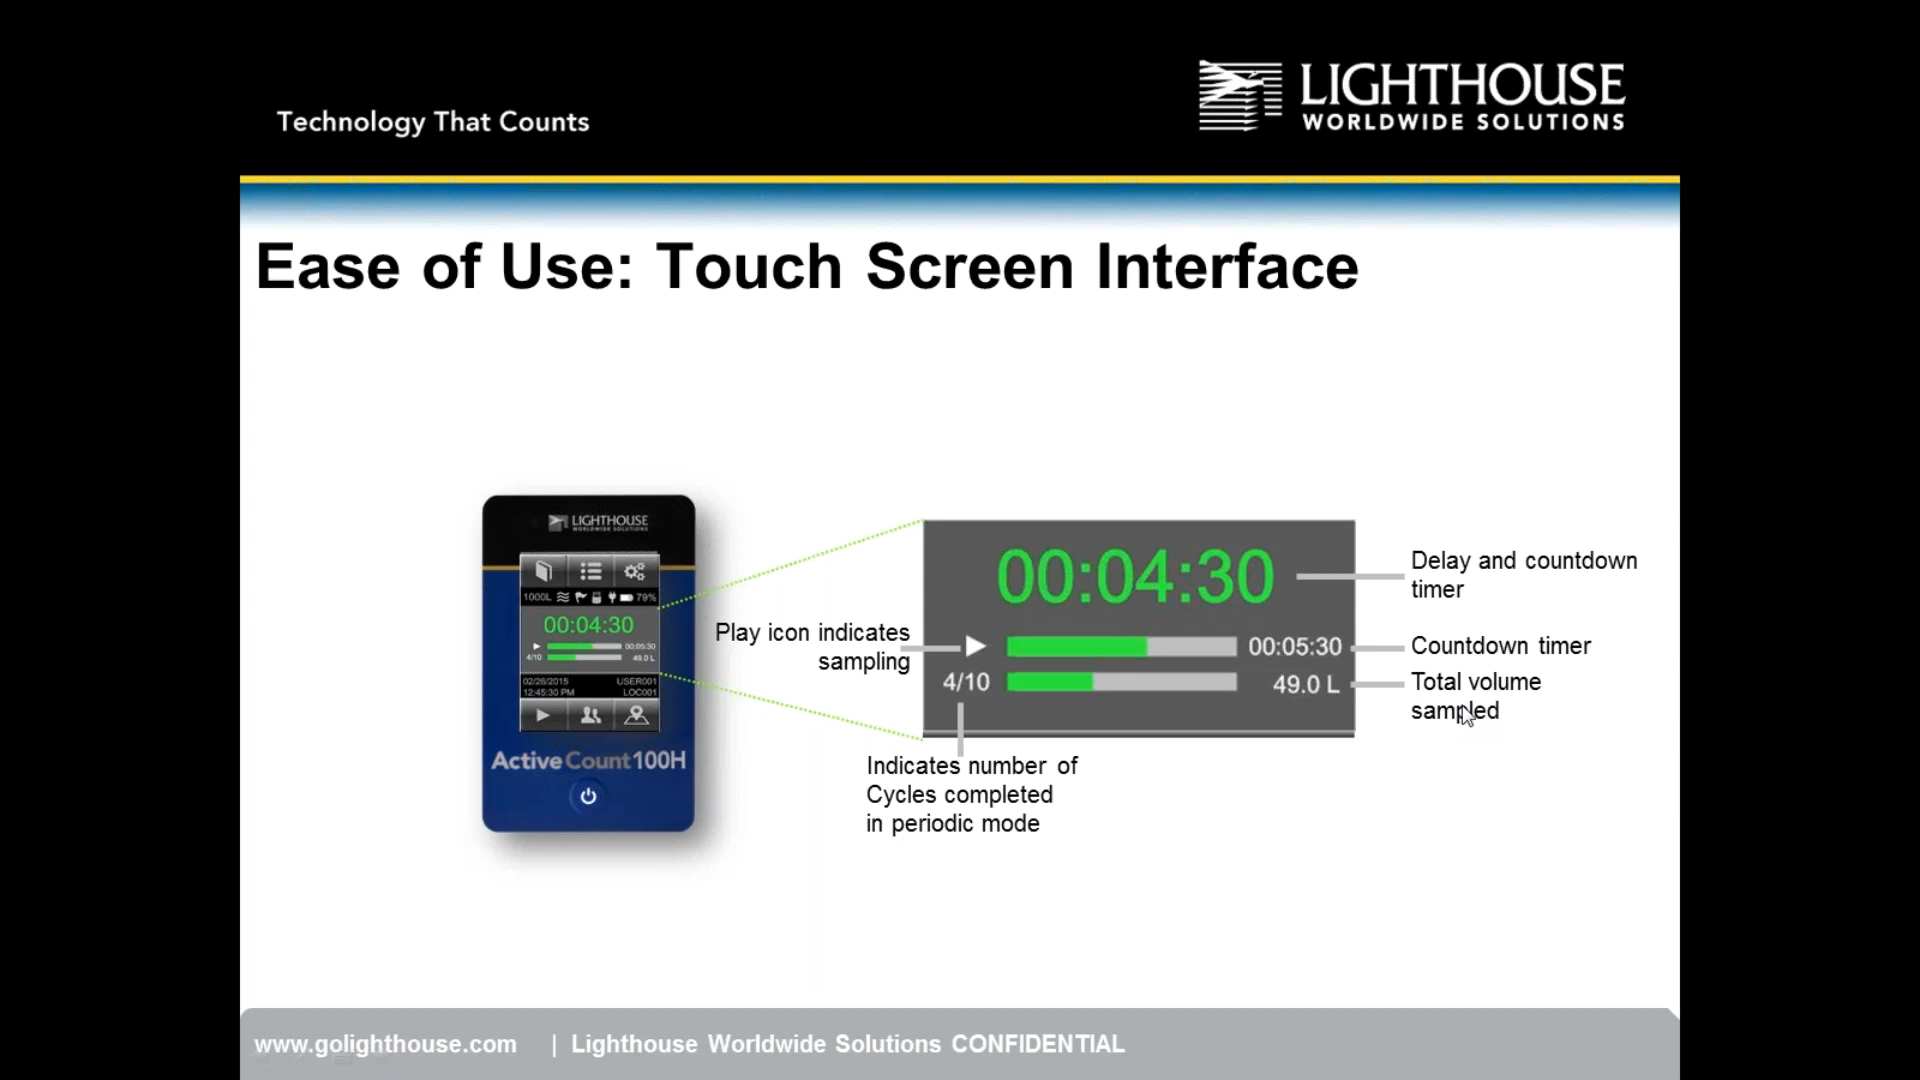 Technology That Counts
LIGHTHOUSE
WORLDWIDE SOLUTIONS
Ease of Use: Touch Screen Interface
LIGHTHOUSE
WORLDWIDE SOLUTIONS
1000L 79%
00:04:30
00:05:30
4/10 49.0 L
02/26/2015 USER001
12:45:30 PM LOC001
ActiveCount100H
00:04:30
00:05:30
4/10 49.0 L
Delay and countdown
timer
Play icon indicates
sampling
Countdown timer
Total volume
sampled
Indicates number of
Cycles completed
in periodic mode
www.golighthouse.com | Lighthouse Worldwide Solutions CONFIDENTIAL